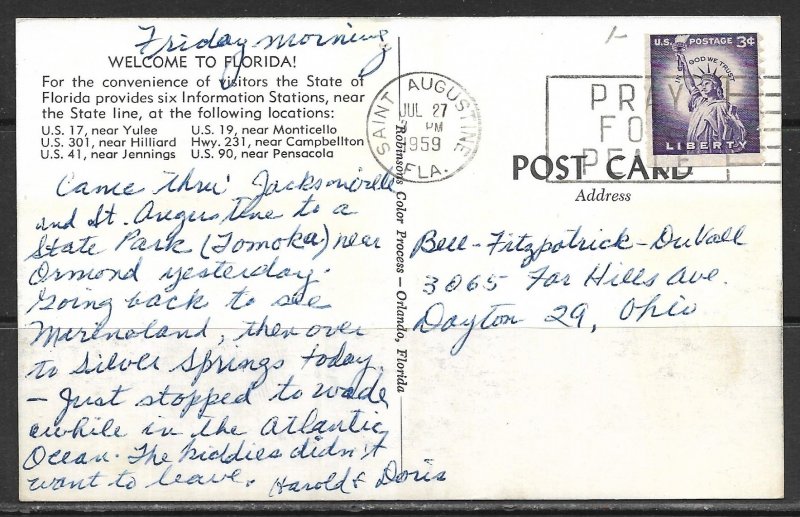 Friday morning
WELCOME TO FLORIDA!
For the convenience of visitors the State of
Florida provides six Information Stations, near
the State line, at the following locations:
U.S. 17, near Yulee U.S. 19, near Monticello
U.S. 301, near Hilliard Hwy. 231, near Campbellton
U.S. 41, near Jennings U.S. 90, near Pensacola
Came thru Jacksonville
and St. Augustine to a
State Park (Tomoka) near
Ormond yesterday.
Going back to see
Marineland, then over
to Silver Springs today.
— Just stopped to wade
awhile in the Atlantic
Ocean. The kiddies didn't
want to leave. Harold & Doris
Robinsons Color Process – Orlando, Florida
SAINT AUGUSTINE
JUL 27
PM
1959
FLA.
PRAY
FOR
PEACE
U.S. POSTAGE 3¢
IN GOD WE TRUST
LIBERTY
POST CARD
Address
Bell-Fitzpatrick-DuVall
3065 Far Hills Ave.
Dayton 29, Ohio